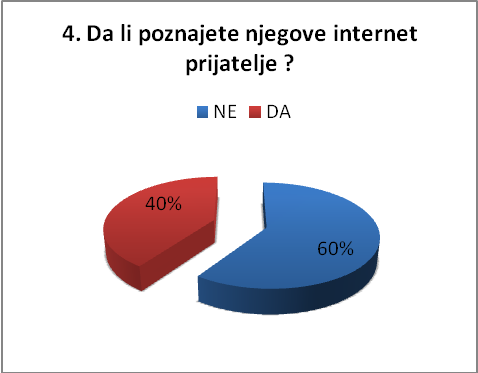 4. Da li poznajete njegove internet
prijatelje ?
NE DA
40%
60%